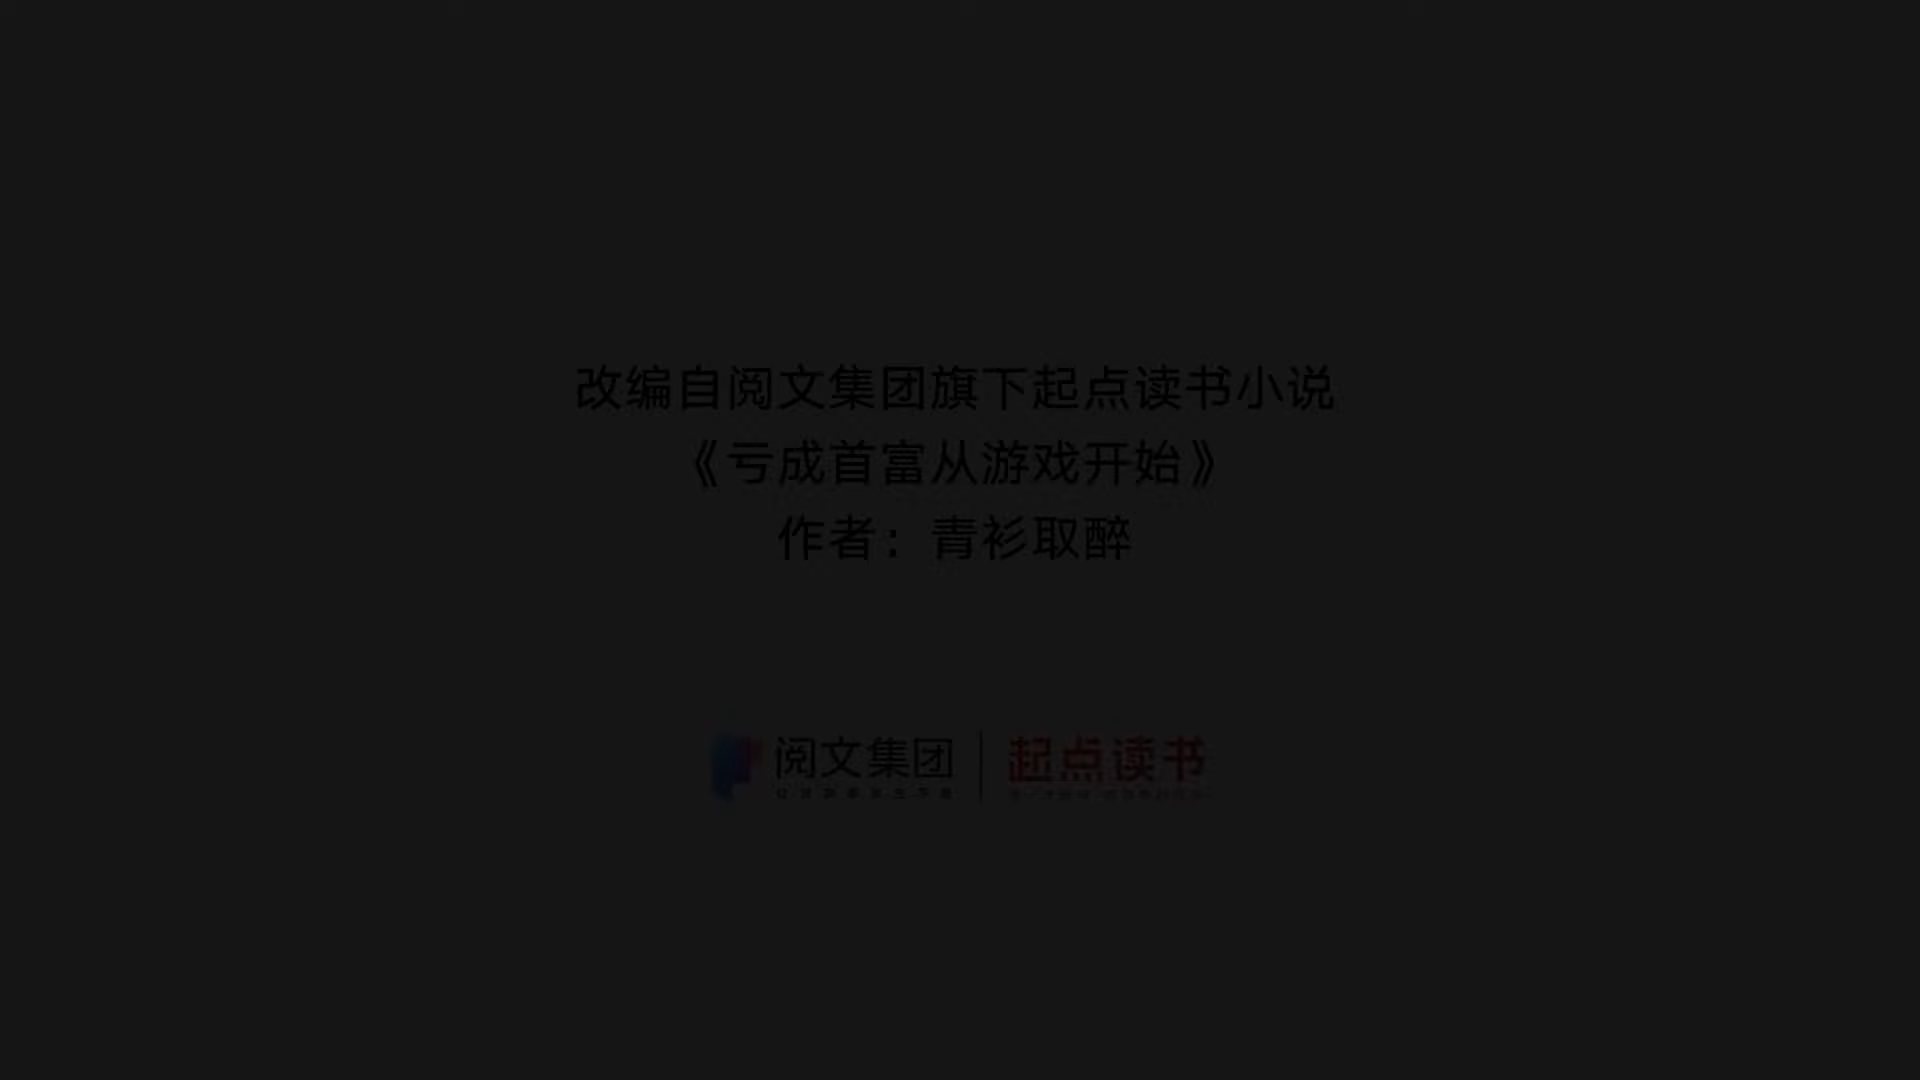 改编自阅文集团旗下起点读书小说
《亏成首富从游戏开始》
作者：青衫取醉
阅文集团 起点读书